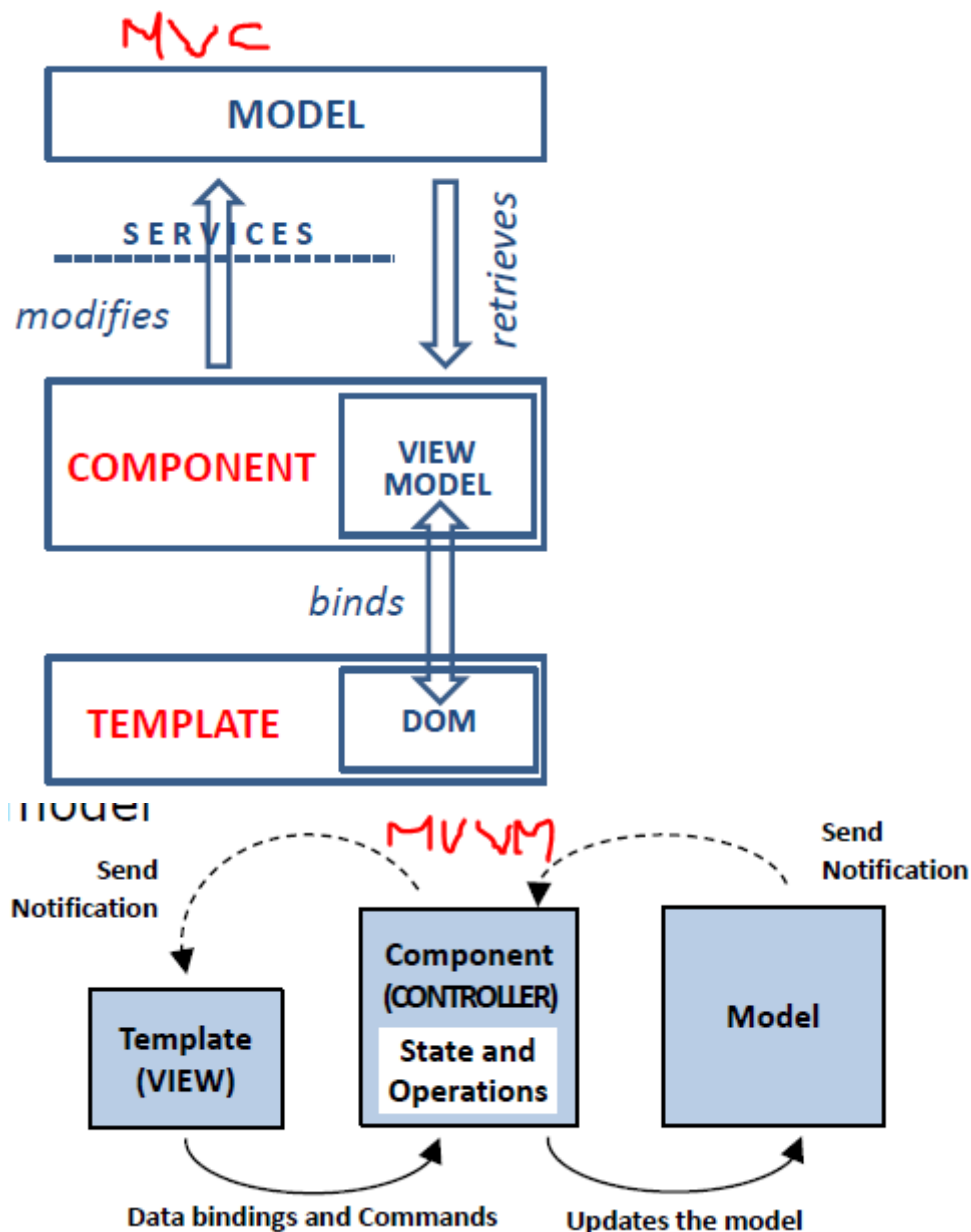 MVC
MODEL
SERVICES
modifies
retrieves
COMPONENT
VIEW
MODEL
binds
TEMPLATE
DOM
model
MVVM
Send
Notification
Send
Notification
Component
(CONTROLLER)
State and
Operations
Template
(VIEW)
Model
Data bindings and Commands
Updates the model